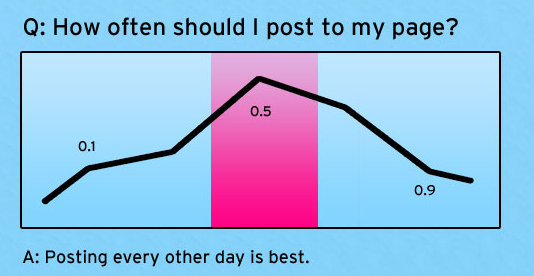 Q: How often should I post to my page?
0.1
0.5
0.9
A: Posting every other day is best.